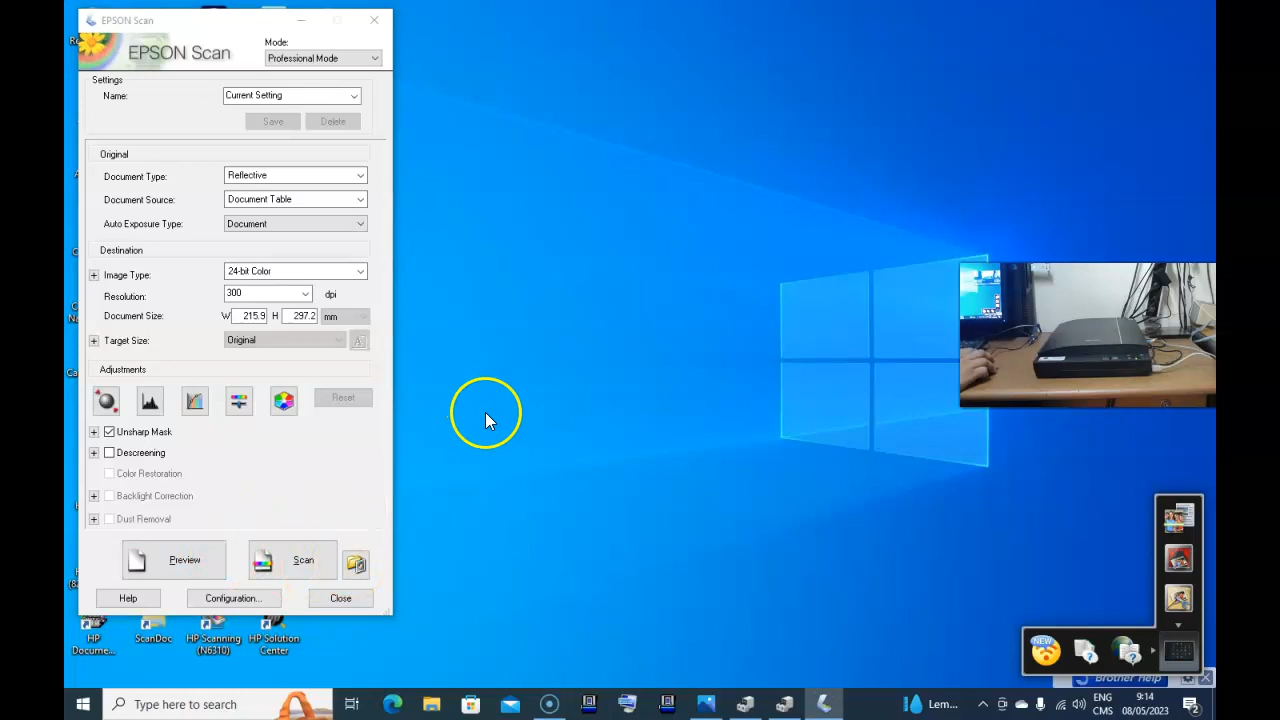 EPSON Scan
EPSON Scan
Mode:
Professional Mode
Settings
Name:
Current Setting
Save
Delete
Original
Document Type:
Reflective
Document Source:
Document Table
Auto Exposure Type:
Document
Destination
Image Type:
24-bit Color
Resolution:
300
dpi
Document Size:
W 215.9 H 297.2 mm
Target Size:
Original
Adjustments
Reset
Unsharp Mask
Descreening
Color Restoration
Backlight Correction
Dust Removal
Preview
Scan
Help
Configuration...
Close
HP Docume...
ScanDoc
HP Scanning (N6310)
HP Solution Center
NEW
Brother Help
Type here to search
Lem...
ENG
CMS
9:14
08/05/2023
2